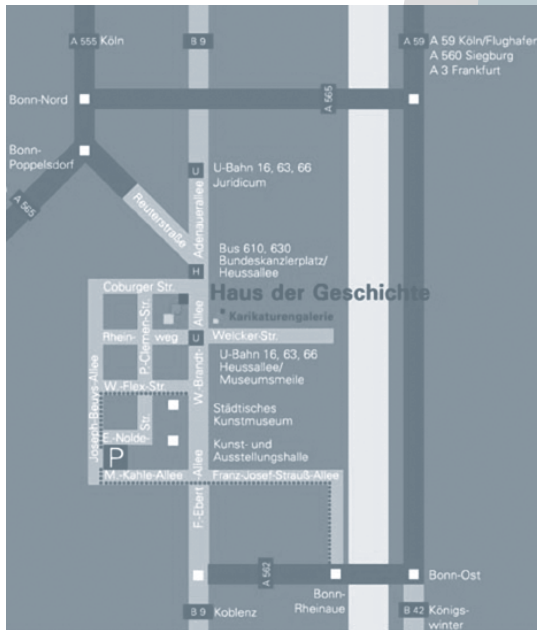 A 555 Köln
B 9
A 59 A 59 Köln/Flughafen
A 560 Siegburg
A 3 Frankfurt
Bonn-Nord
A 565
Bonn-
Poppelsdorf
A 565
U
U-Bahn 16, 63, 66
Juridicum
Reuterstraße
Adenauerallee
Bus 610, 630
Bundeskanzlerplatz/
Heussallee
H
Coburger Str.
Haus der Geschichte
Karikaturengalerie
P.-Clemen-Str.
W.-Brandt-Allee
Rhein-weg
U
Welcker-Str.
U-Bahn 16, 63, 66
Heussallee/
Museumsmeile
Joseph-Beuys-Allee
W.-Flex-Str.
Städtisches
Kunstmuseum
E.-Nolde-Str.
Kunst- und
Ausstellungshalle
P
M.-Kahle-Allee
Franz-Josef-Strauß-Allee
F.-Ebert-Allee
A 562
Bonn-Ost
Bonn-
Rheinaue
B 9 Koblenz
B 42 Königs-
winter